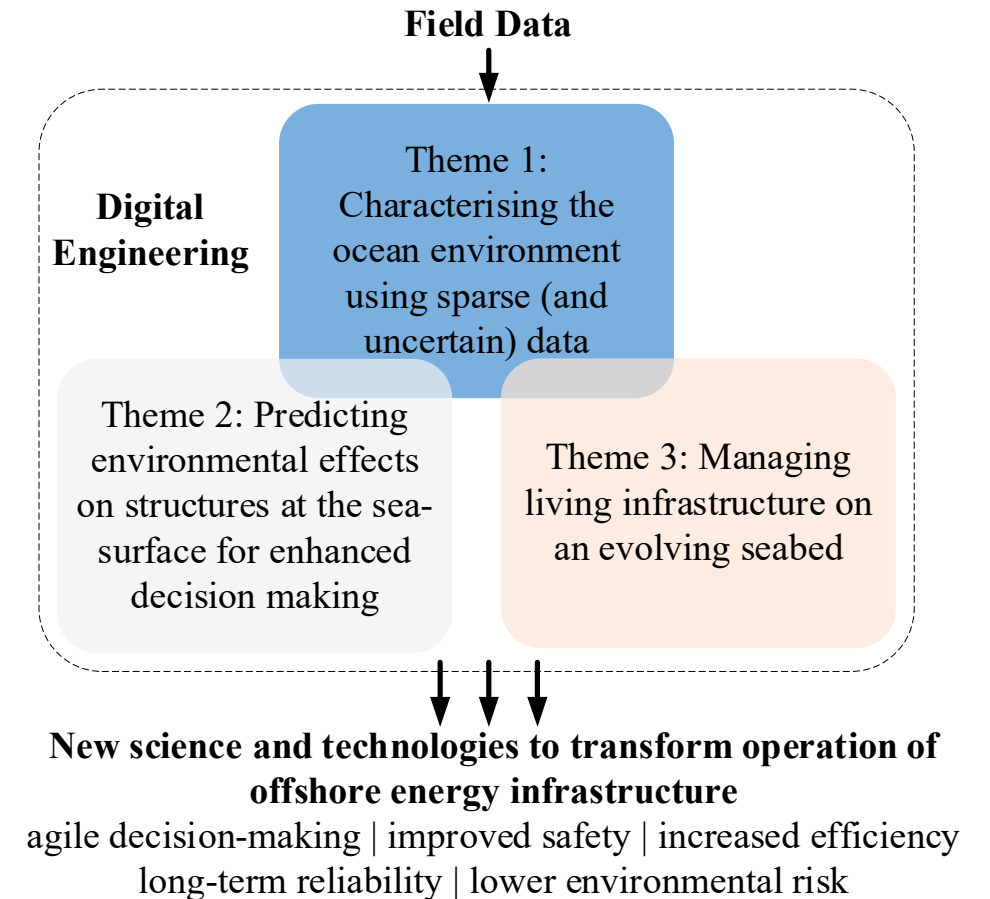 Field Data
Digital
Engineering
Theme 1:
Characterising the
ocean environment
using sparse (and
uncertain) data
Theme 2: Predicting
environmental effects
on structures at the sea-
surface for enhanced
decision making
Theme 3: Managing
living infrastructure on
an evolving seabed
New science and technologies to transform operation of
offshore energy infrastructure
agile decision-making | improved safety | increased efficiency
long-term reliability | lower environmental risk